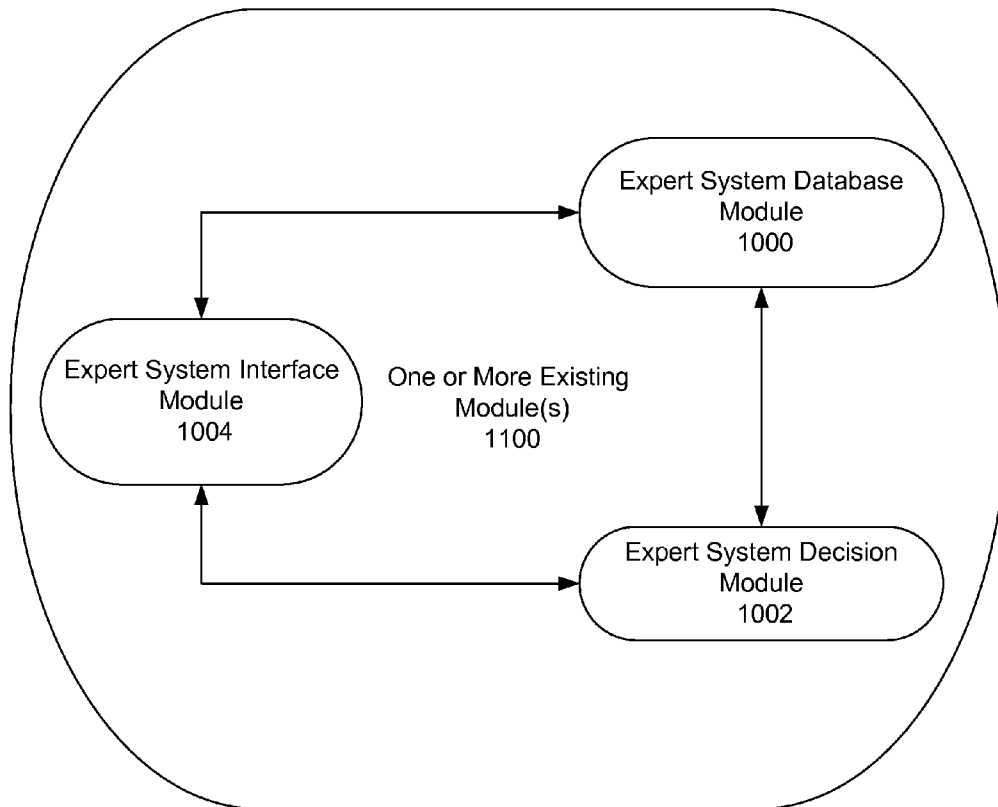 Expert System Database
Module
1000
Expert System Interface
Module
1004
One or More Existing
Module(s)
1100
Expert System Decision
Module
1002